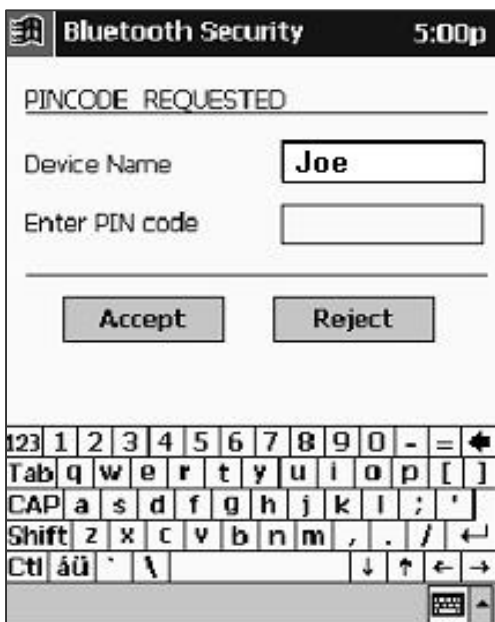 Bluetooth Security 5:00p
PINCODE REQUESTED
Device Name Joe
Enter PIN code
Accept Reject
123 1 2 3 4 5 6 7 8 9 0 - = ←
Tab q w e r t y u i o p [ ]
CAP a s d f g h j k l ; '
Shift z x c v b n m , . / ↵
Ctl áü ` \ ↓ ↑ ← →